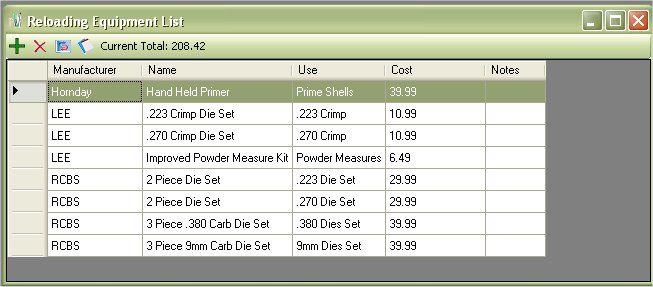 Reloading Equipment List
Current Total: 208.42
Manufacturer Name Use Cost Notes
Hornday Hand Held Primer Prime Shells 39.99
LEE .223 Crimp Die Set .223 Crimp 10.99
LEE .270 Crimp Die Set .270 Crimp 10.99
LEE Improved Powder Measure Kit Powder Measures 6.49
RCBS 2 Piece Die Set .223 Die Set 29.99
RCBS 2 Piece Die Set .270 Die Set 29.99
RCBS 3 Piece .380 Carb Die Set .380 Dies Set 39.99
RCBS 3 Piece 9mm Carb Die Set 9mm Dies Set 39.99